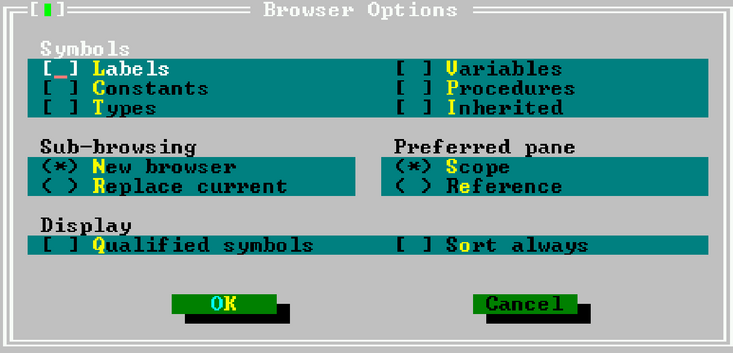 [■] Browser Options
Symbols
[_] Labels [ ] Variables
[ ] Constants [ ] Procedures
[ ] Types [ ] Inherited
Sub-browsing Preferred pane
(*) New browser (*) Scope
( ) Replace current ( ) Reference
Display
[ ] Qualified symbols [ ] Sort always
OK Cancel